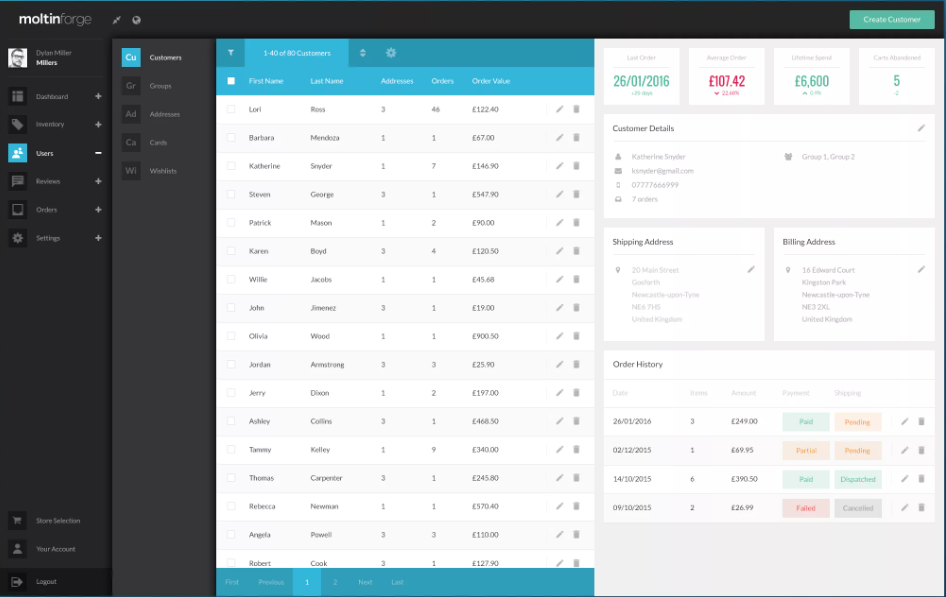 moltinforge
Create Customer
Dylan Miller
Millers
Dashboard
Inventory
Users
Reviews
Orders
Settings
Store Selection
Your Account
Logout
Cu Customers
Gr Groups
Ad Addresses
Ca Cards
Wi Wishlists
1-40 of 80 Customers
First Name Last Name Addresses Orders Order Value
Lori Ross 3 46 £122.40
Barbara Mendoza 1 1 £67.00
Katherine Snyder 1 7 £146.90
Steven George 3 1 £547.90
Patrick Mason 1 2 £90.00
Karen Boyd 3 4 £120.50
Willie Jacobs 1 1 £45.68
John Jimenez 3 1 £19.00
Olivia Wood 1 1 £900.50
Jordan Armstrong 3 3 £25.90
Jerry Dixon 1 2 £197.00
Ashley Collins 3 1 £468.50
Tammy Kelley 1 9 £340.00
Thomas Carpenter 3 1 £245.80
Rebecca Newman 1 1 £570.40
Angela Powell 3 3 £110.00
Robert Cook 3 3 £127.90
First Previous 1 2 Next Last
Last Order Average Order Lifetime Spend Carts Abandoned
26/01/2016 £107.42 £6,600 5
22.68%
Customer Details
Katherine Snyder Group 1, Group 2
07777666999
7 orders
Shipping Address
20 Main Street
Gosforth
Newcastle-upon-Tyne
NE6 7HS
United Kingdom
Billing Address
16 Edward Court
Kingston Park
Newcastle-upon-Tyne
NE3 2XL,
United Kingdom
Order History
Date Items Amount Payment Shipping
26/01/2016 3 £249.00 Paid Pending
02/12/2015 1 £69.95 Partial Pending
14/10/2015 6 £390.50 Paid Dispatched
09/10/2015 2 £26.99 Failed Cancelled